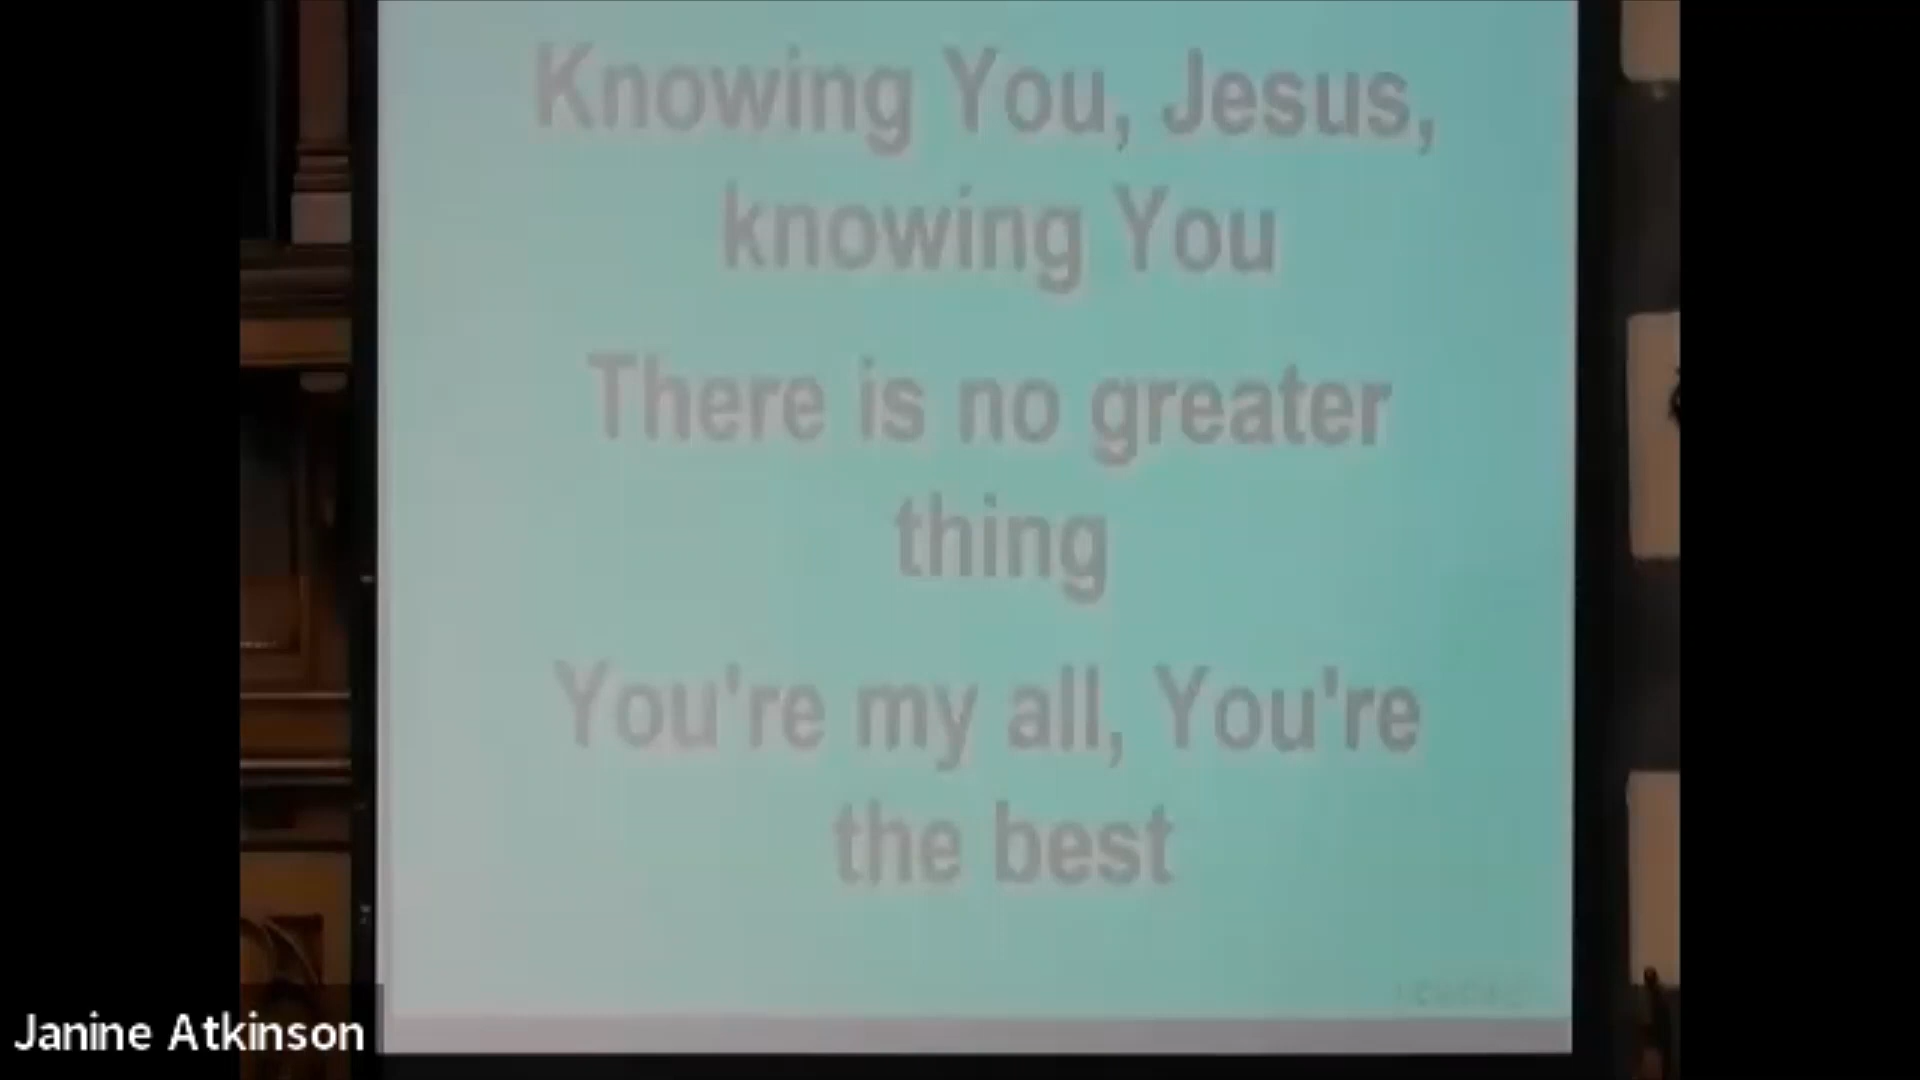 Knowing You, Jesus,
knowing You
There is no greater
thing
You're my all, You're
the best
Janine Atkinson